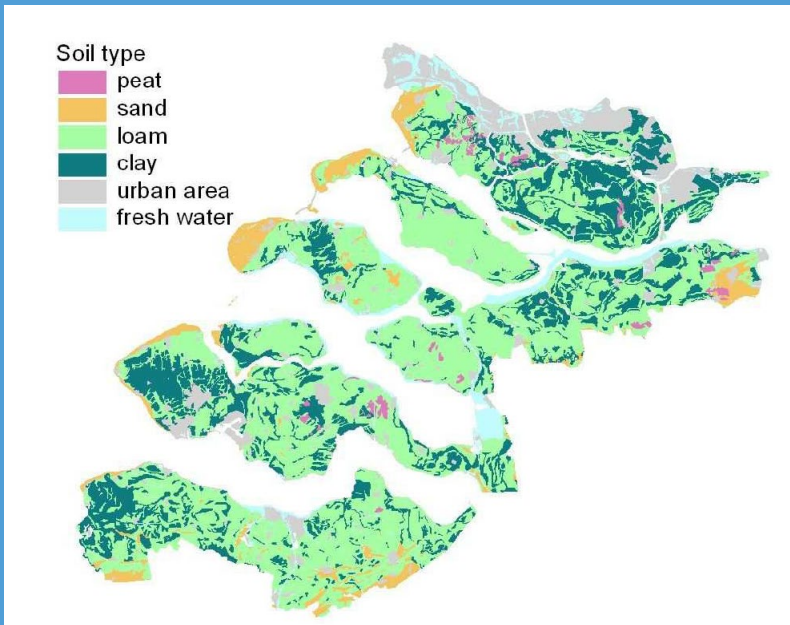 Soil type
peat
sand
loam
clay
urban area
fresh water